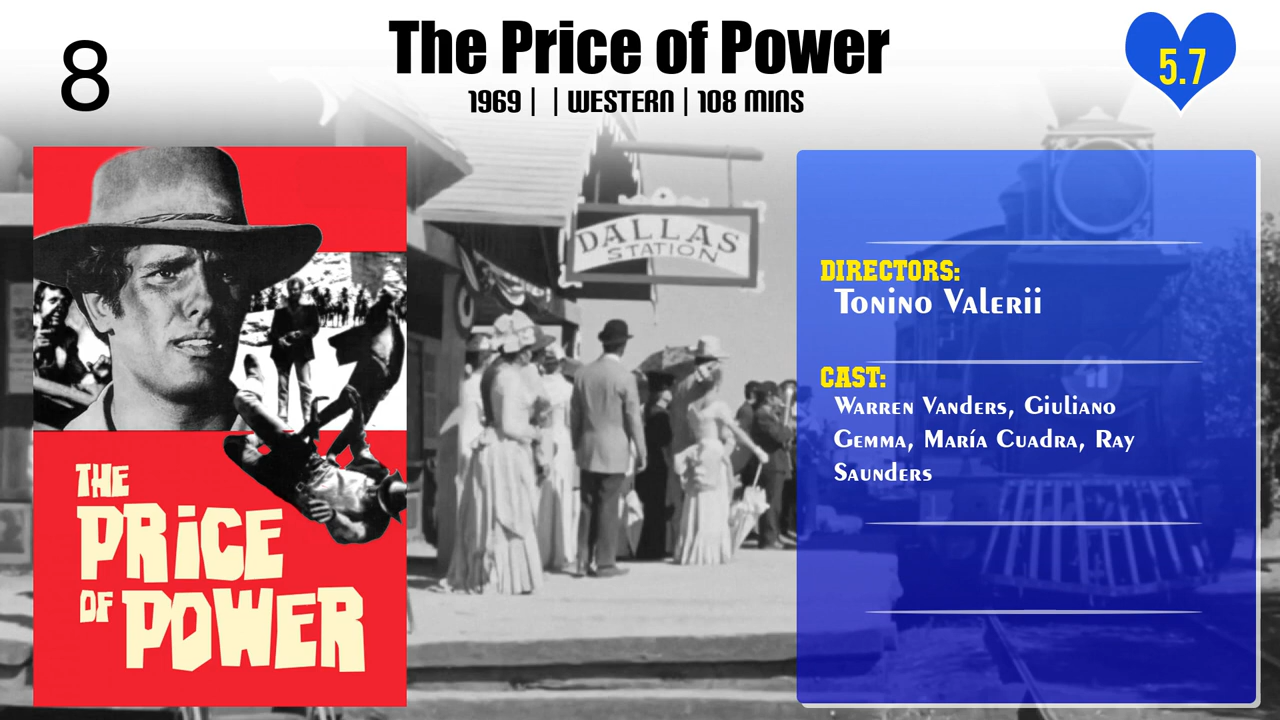 8
The Price of Power
1969 | | WESTERN | 108 MINS
5.7
DALLAS
STATION
THE
PRiCE
OF POWER
DIRECTORS:
Tonino Valerii
CAST:
Warren Vanders, Giuliano
Gemma, María Cuadra, Ray
Saunders